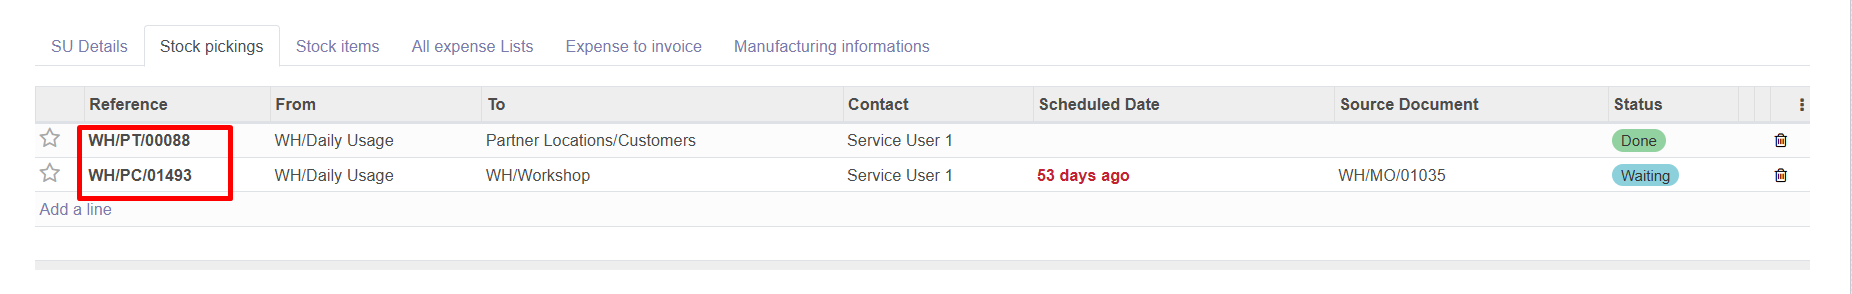 SU Details Stock pickings Stock items All expense Lists Expense to invoice Manufacturing informations
Reference From To Contact Scheduled Date Source Document Status
WH/PT/00088 WH/Daily Usage Partner Locations/Customers Service User 1 Done
WH/PC/01493 WH/Daily Usage WH/Workshop Service User 1 53 days ago WH/MO/01035 Waiting
Add a line